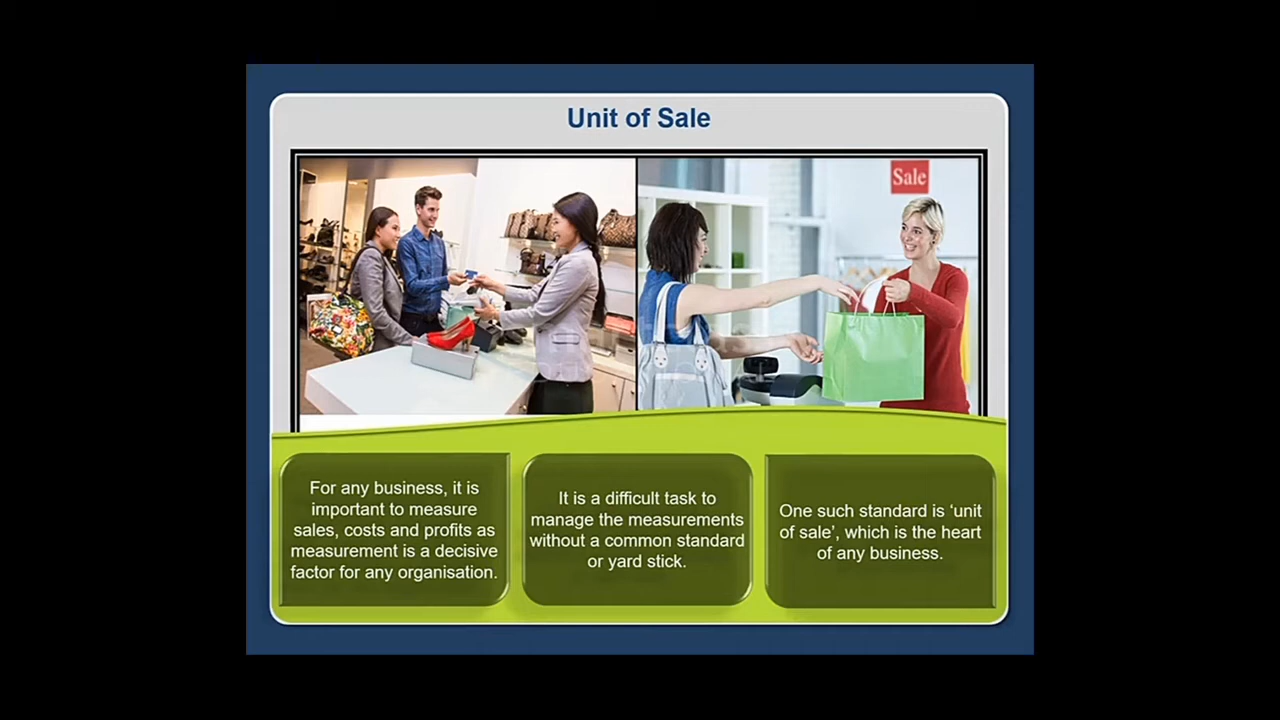 Unit of Sale
Sale
For any business, it is
important to measure
sales, costs and profits as
measurement is a decisive
factor for any organisation.
It is a difficult task to
manage the measurements
without a common standard
or yard stick.
One such standard is ‘unit
of sale’, which is the heart
of any business.